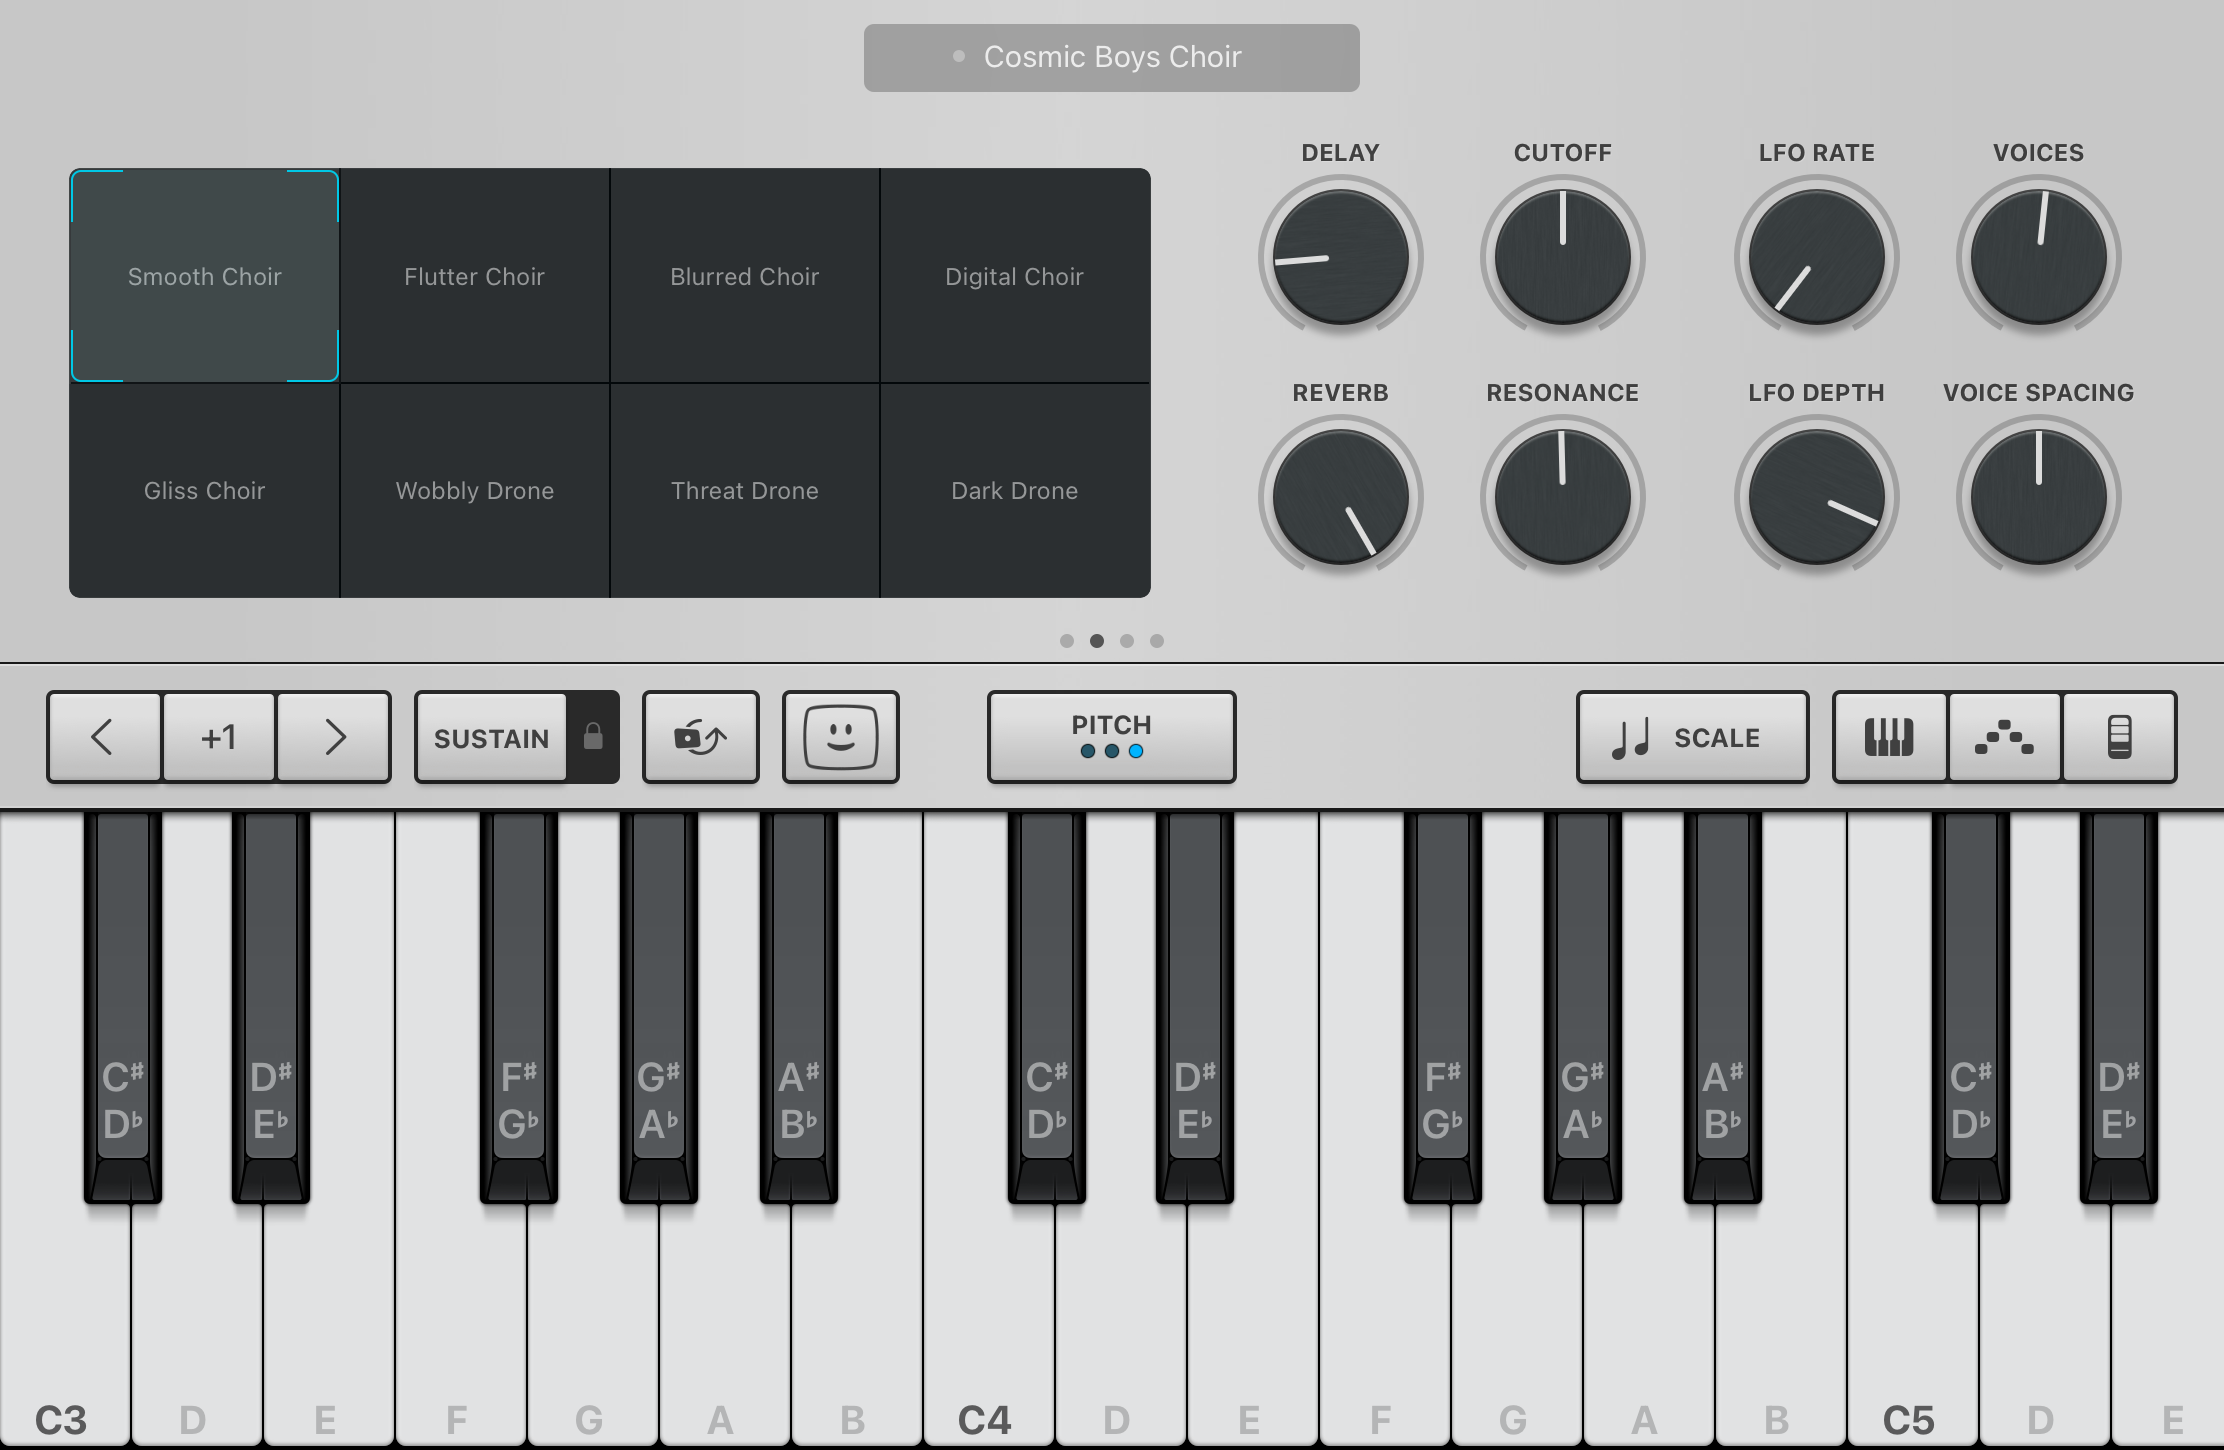 Cosmic Boys Choir
DELAY CUTOFF LFO RATE VOICES
Smooth Choir Flutter Choir Blurred Choir Digital Choir
REVERB RESONANCE LFO DEPTH VOICE SPACING
Gliss Choir Wobbly Drone Threat Drone Dark Drone
+1 SUSTAIN PITCH SCALE
C♯ D♯ F♯ G♯ A♯ C♯ D♯ F♯ G♯ A♯ C♯ D♯
D♭ E♭ G♭ A♭ B♭ D♭ E♭ G♭ A♭ B♭ D♭ E♭
C3 D E F G A B C4 D E F G A B C5 D E